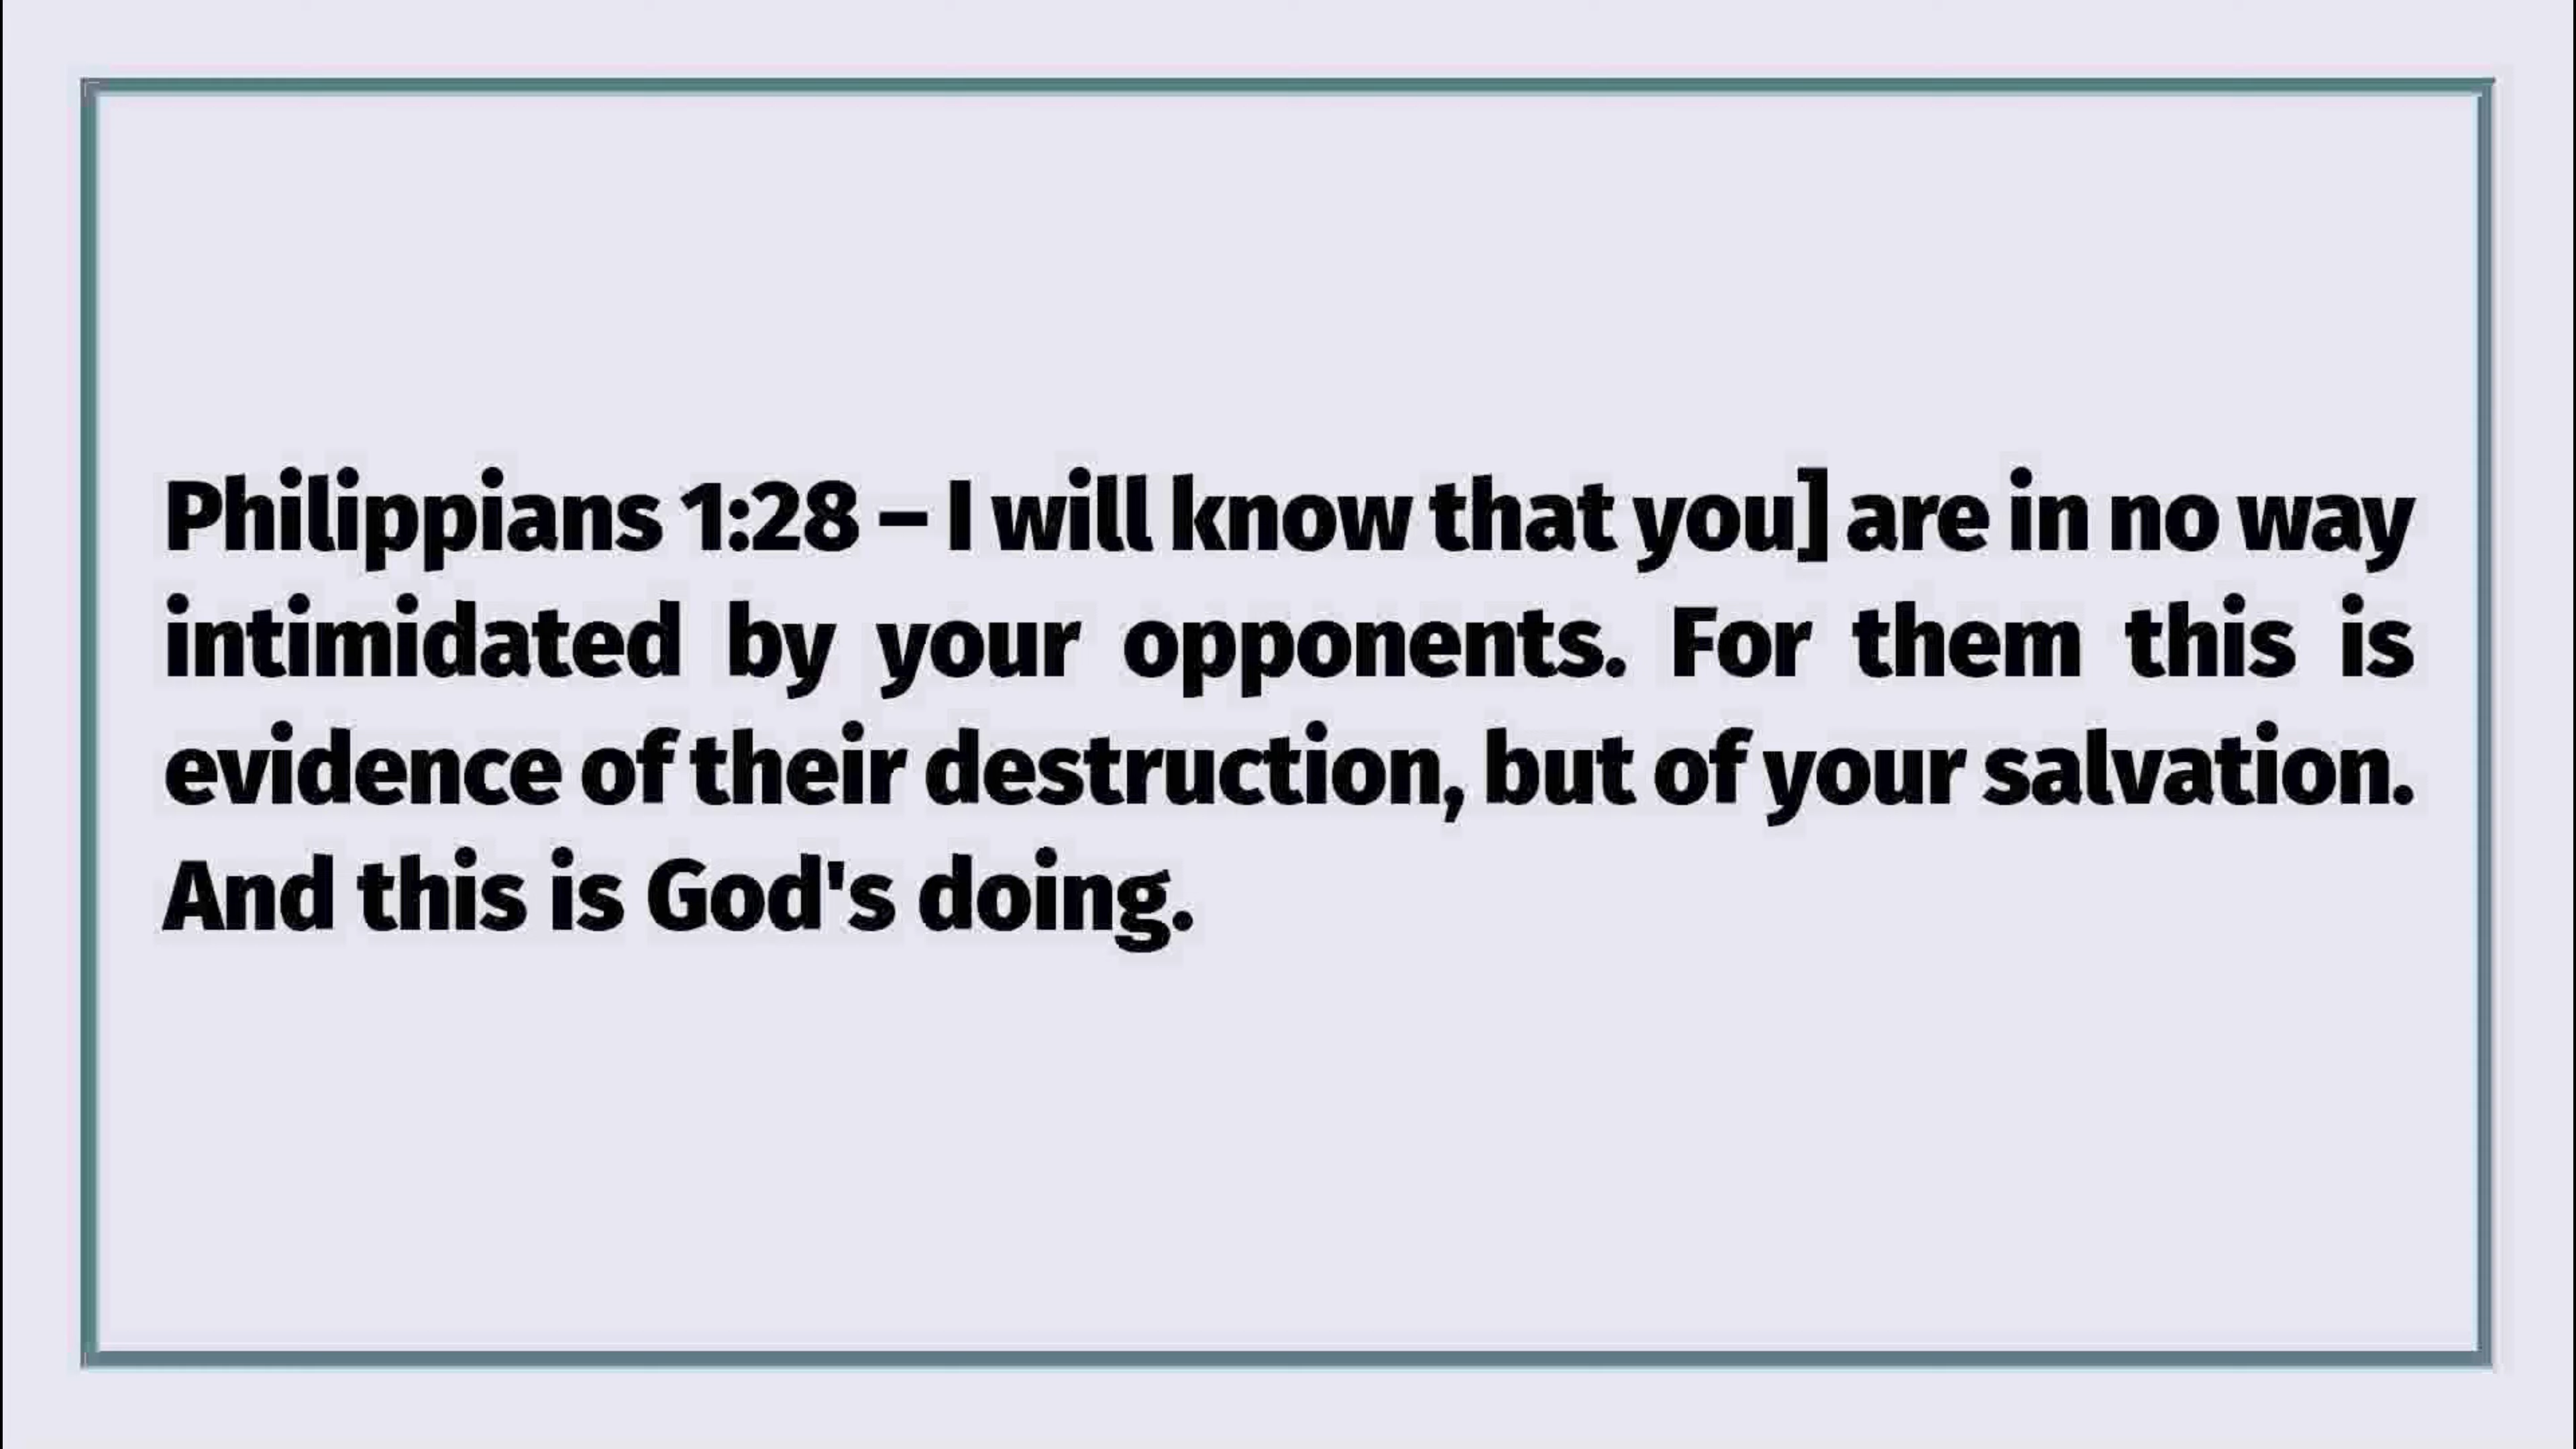 Philippians 1:28 – I will know that you] are in no way
intimidated by your opponents. For them this is
evidence of their destruction, but of your salvation.
And this is God's doing.